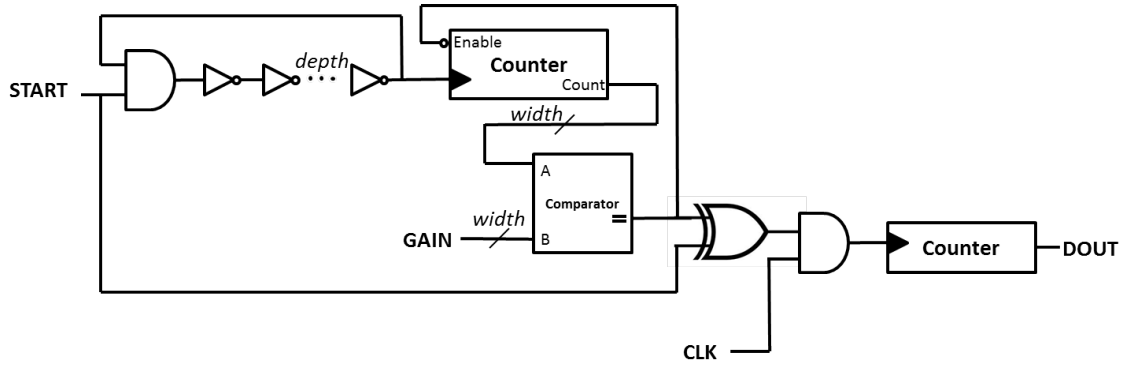 START
depth
Enable
Counter
Count
width
A
Comparator
=
width
GAIN
B
Counter
DOUT
CLK